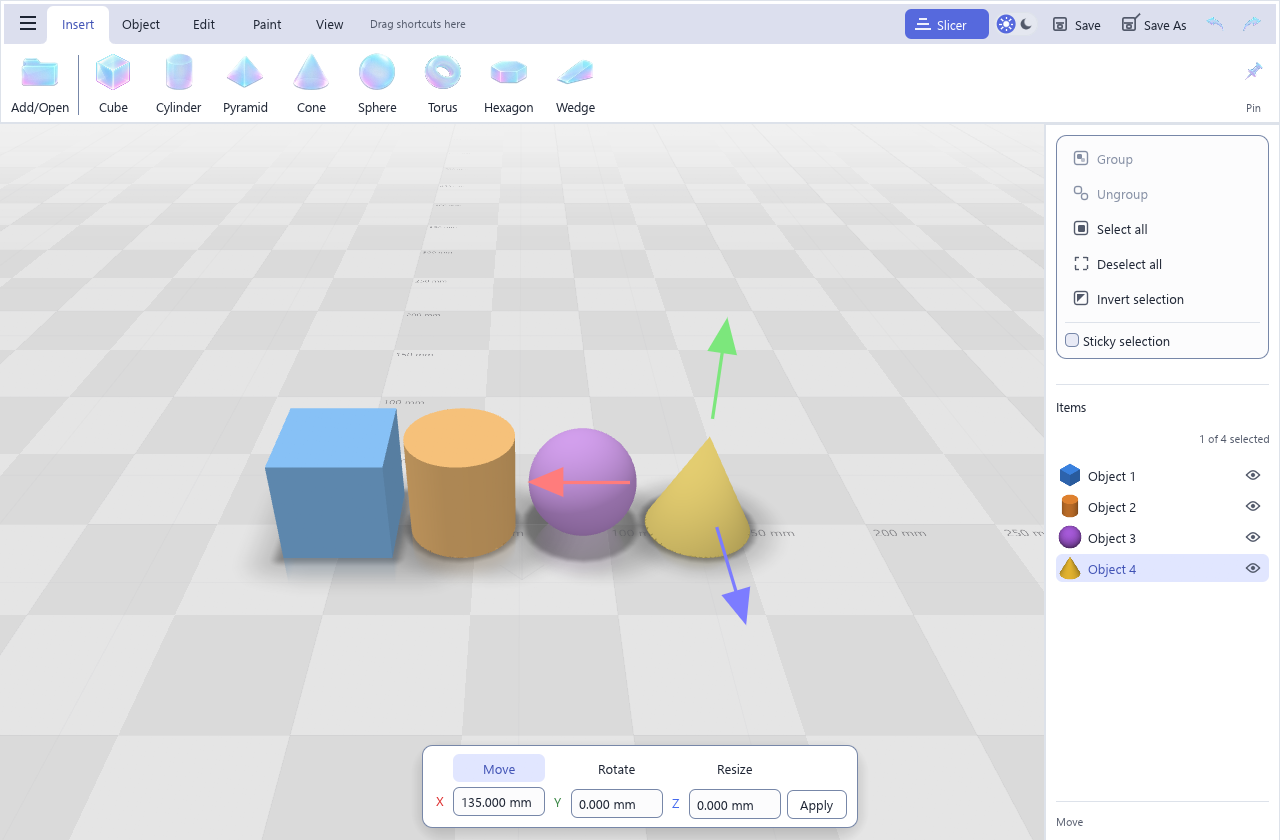 Insert
Object
Edit
Paint
View
Drag shortcuts here
Slicer
Save
Save As
Add/Open
Cube
Cylinder
Pyramid
Cone
Sphere
Torus
Hexagon
Wedge
Pin
Group
Ungroup
Select all
Deselect all
Invert selection
Sticky selection
Items
1 of 4 selected
Object 1
Object 2
Object 3
Object 4
150 mm
100 mm
200 mm
250 m
Move
Rotate
Resize
X
135.000 mm
Y
0.000 mm
Z
0.000 mm
Apply
Move